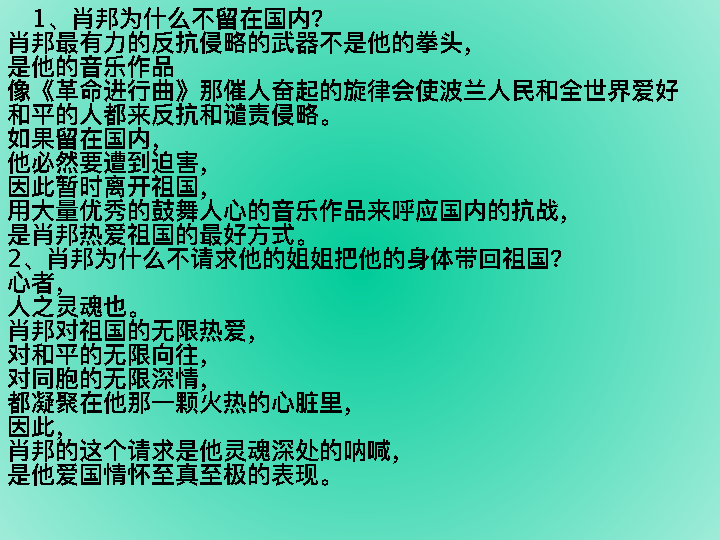 1、肖邦为什么不留在国内?
肖邦最有力的反抗侵略的武器不是他的拳头，
是他的音乐作品
像《革命进行曲》那催人奋起的旋律会使波兰人民和全世界爱好
和平的人都来反抗和谴责侵略。
如果留在国内，
他必然要遭到迫害，
因此暂时离开祖国，
用大量优秀的鼓舞人心的音乐作品来呼应国内的抗战，
是肖邦热爱祖国的最好方式。
2、肖邦为什么不请求他的姐姐把他的身体带回祖国?
心者，
人之灵魂也。
肖邦对祖国的无限热爱，
对和平的无限向往，
对同胞的无限深情，
都凝聚在他那一颗火热的心脏里，
因此，
肖邦的这个请求是他灵魂深处的呐喊，
是他爱国情怀至真至极的表现。